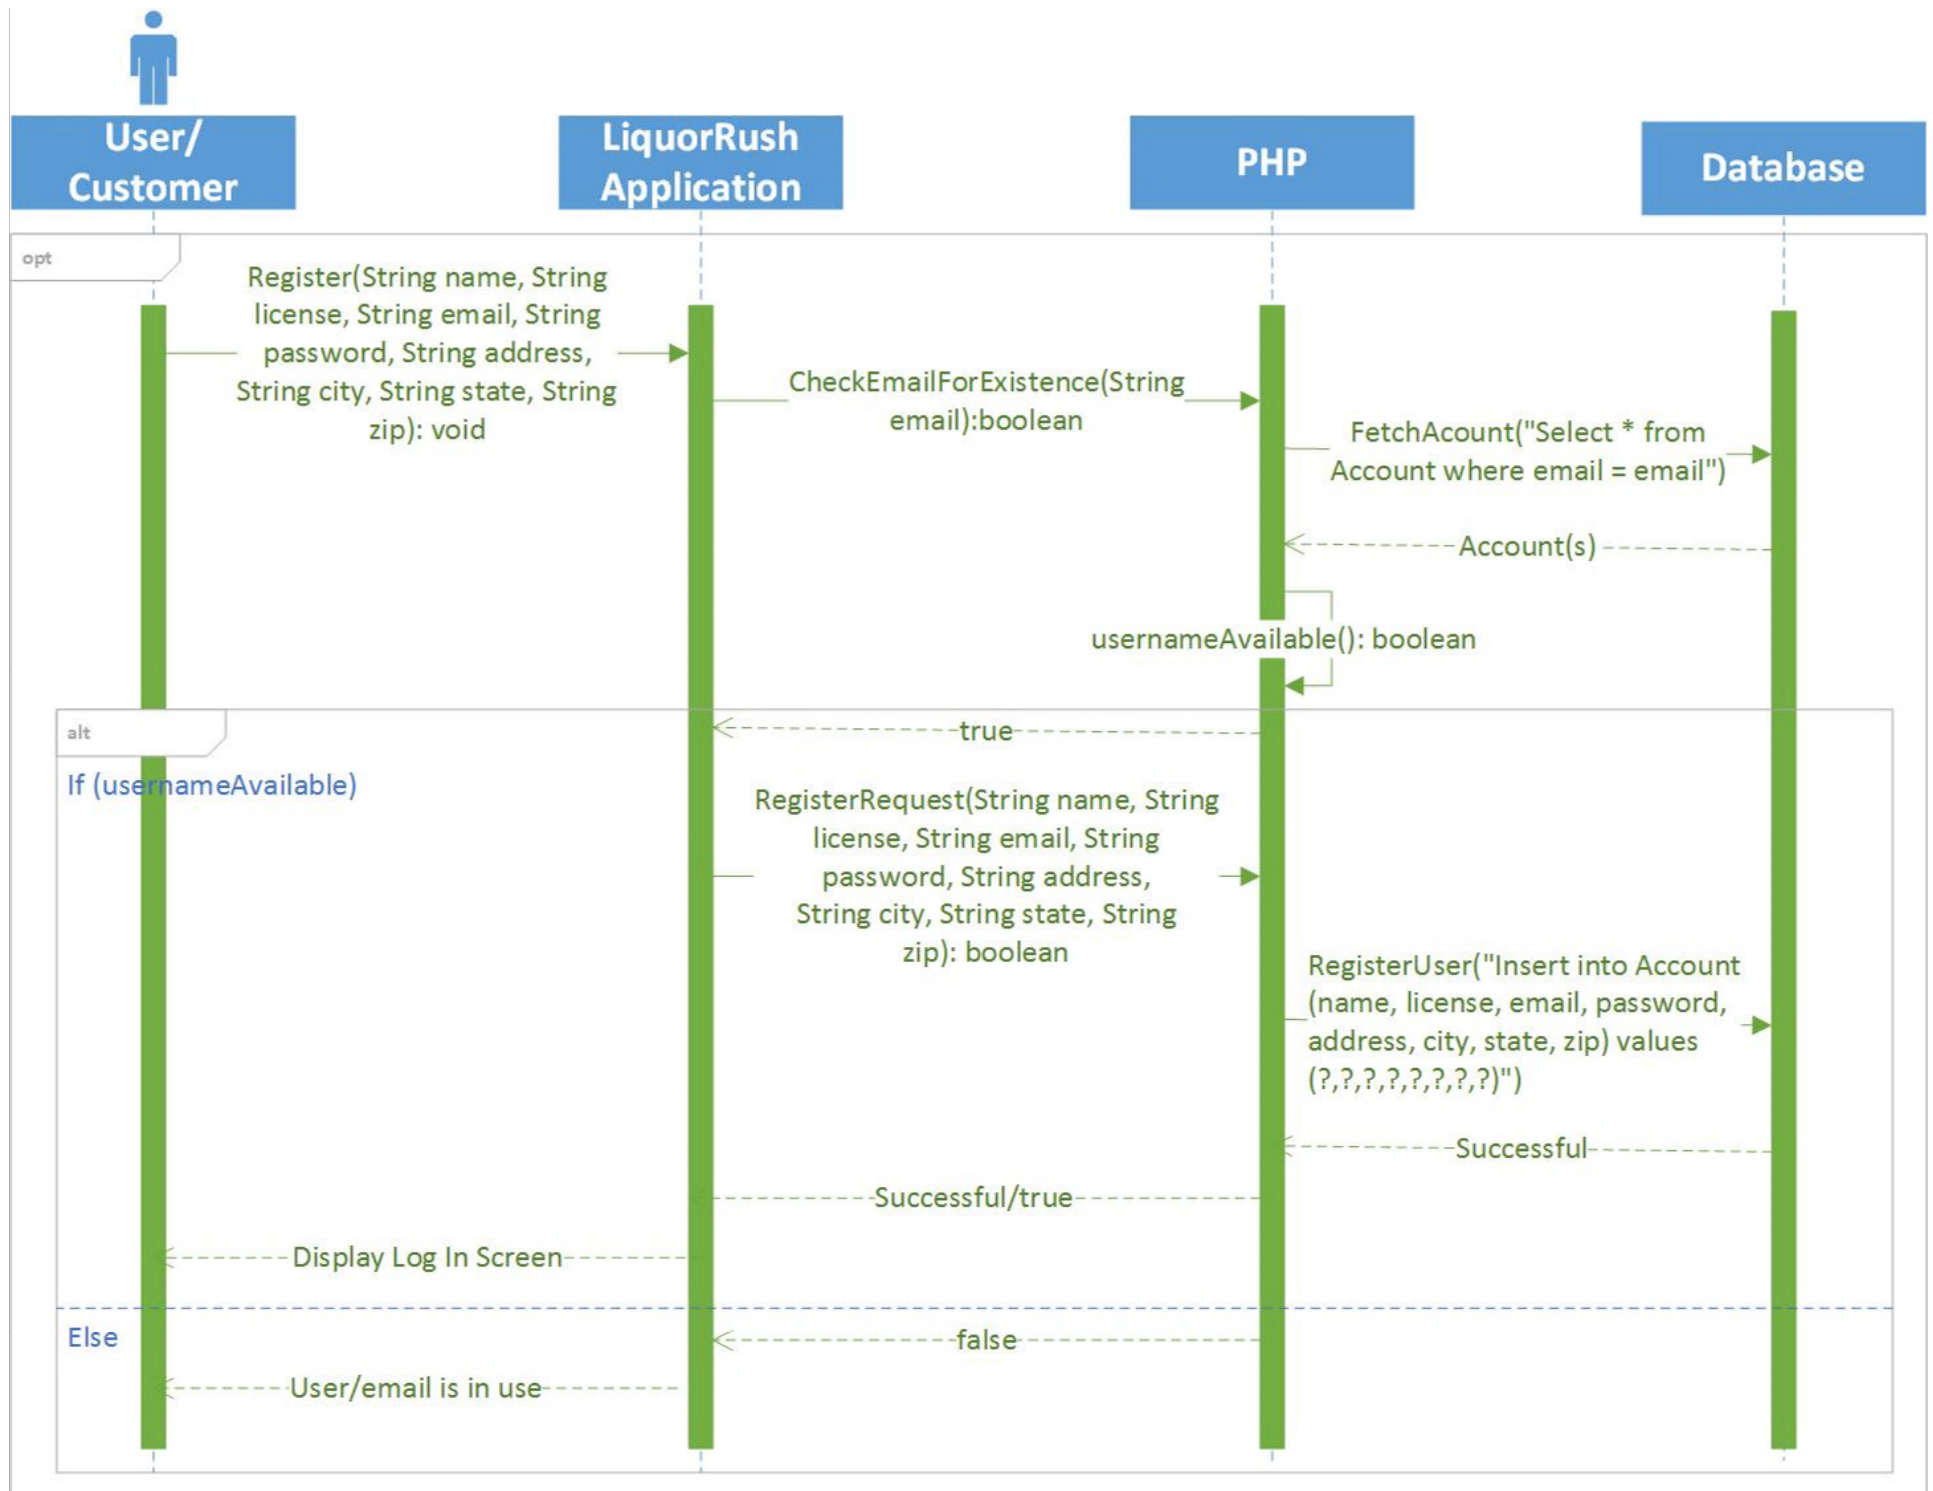 User/
Customer
LiquorRush
Application
PHP
Database
opt
Register(String name, String
license, String email, String
password, String address,
String city, String state, String
zip): void
CheckEmailForExistence(String
email):boolean
FetchAcount("Select * from
Account where email = email")
Account(s)
usernameAvailable(): boolean
alt
true
If (usernameAvailable)
RegisterRequest(String name, String
license, String email, String
password, String address,
String city, String state, String
zip): boolean
RegisterUser("Insert into Account
(name, license, email, password,
address, city, state, zip) values
(?,?,?,?,?,?,?,?)")
Successful
Successful/true
Display Log In Screen
Else
false
User/email is in use